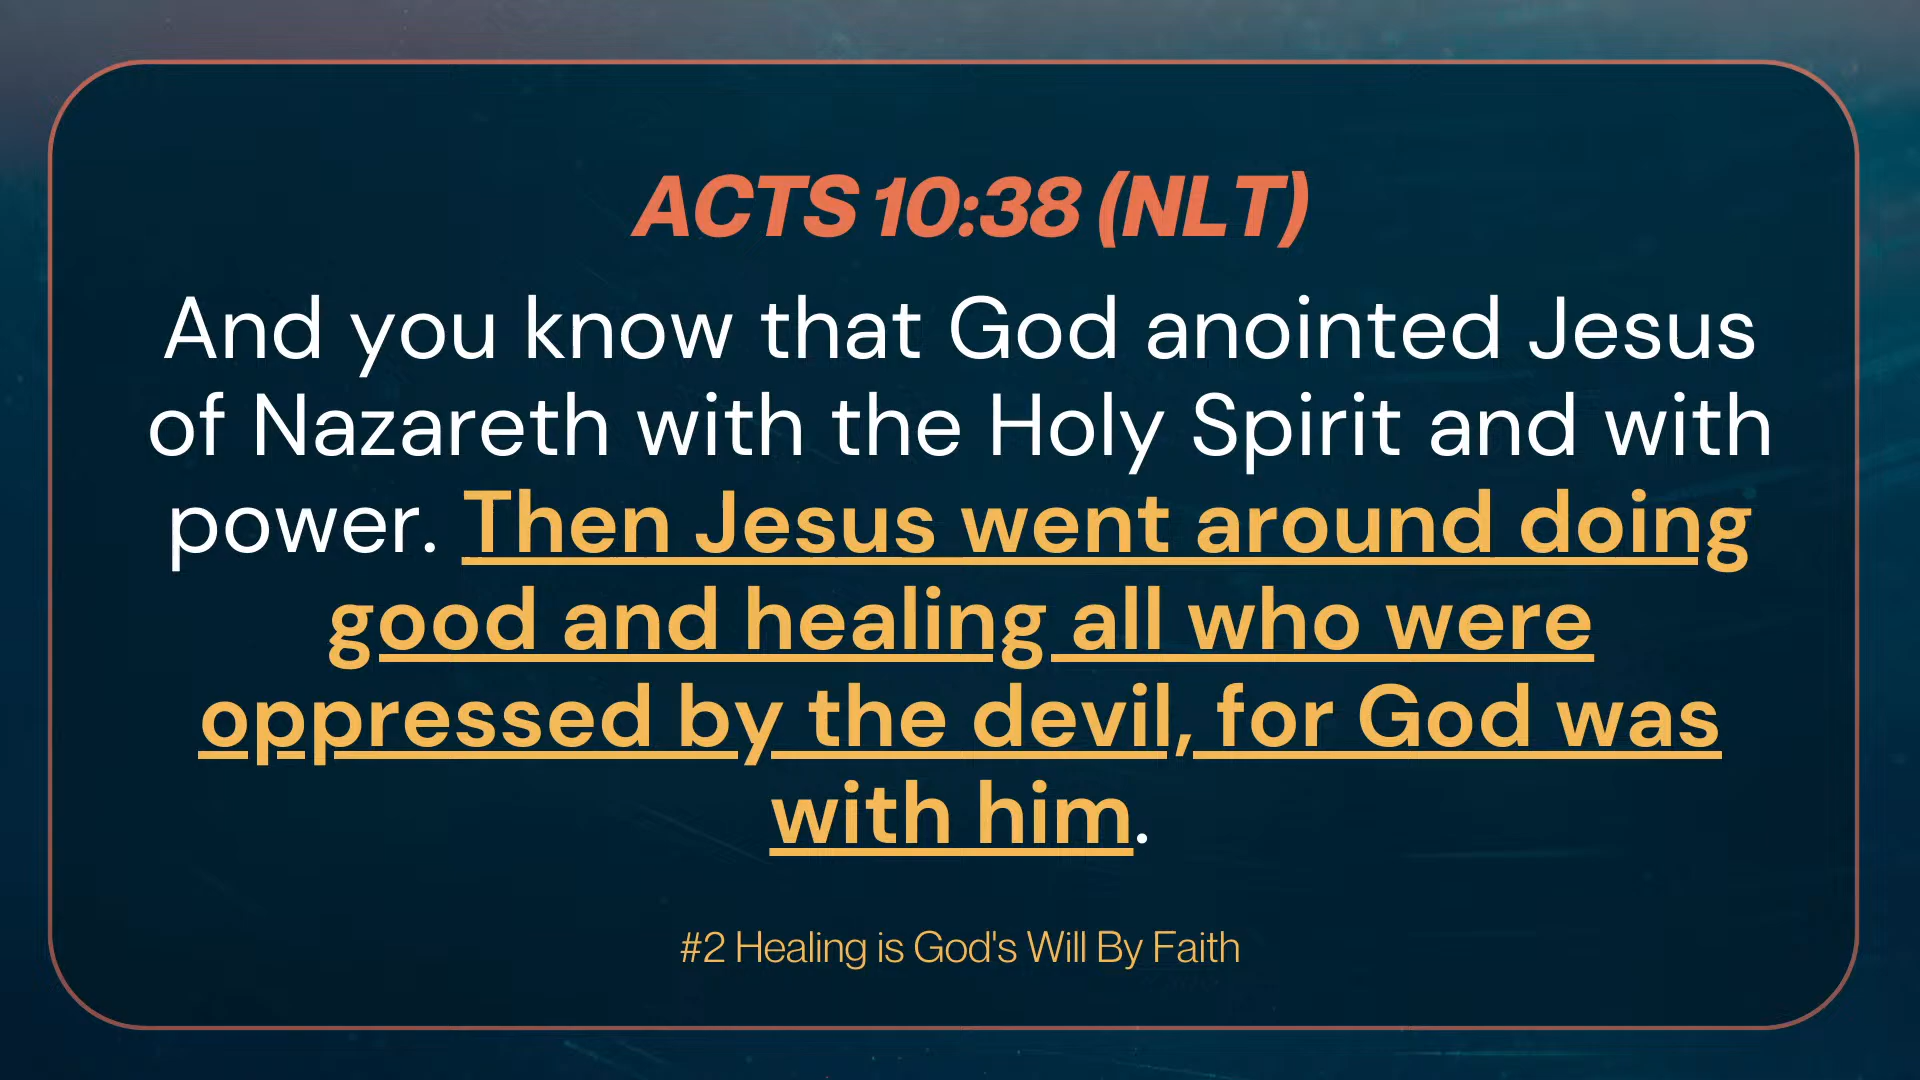 ACTS 10:38 (NLT)
And you know that God anointed Jesus
of Nazareth with the Holy Spirit and with
power. Then Jesus went around doing
good and healing all who were
oppressed by the devil, for God was
with him.
#2 Healing is God's Will By Faith